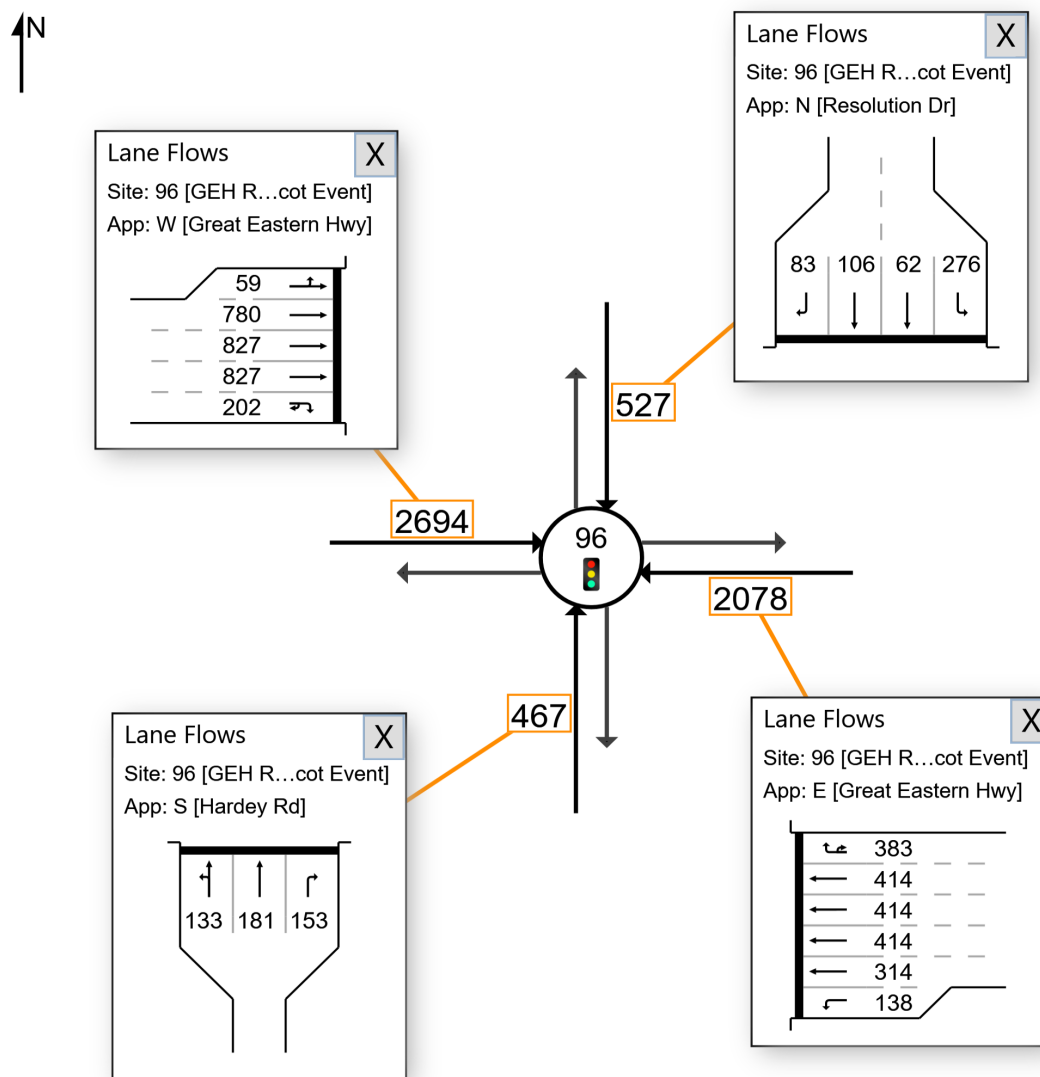 N
Lane Flows X
Site: 96 [GEH R...cot Event]
App: N [Resolution Dr]
83 106 62 276
Lane Flows X
Site: 96 [GEH R...cot Event]
App: W [Great Eastern Hwy]
59
780
827
827
202
527
2694
96
2078
467
Lane Flows X
Site: 96 [GEH R...cot Event]
App: S [Hardey Rd]
133 181 153
Lane Flows X
Site: 96 [GEH R...cot Event]
App: E [Great Eastern Hwy]
383
414
414
414
314
138